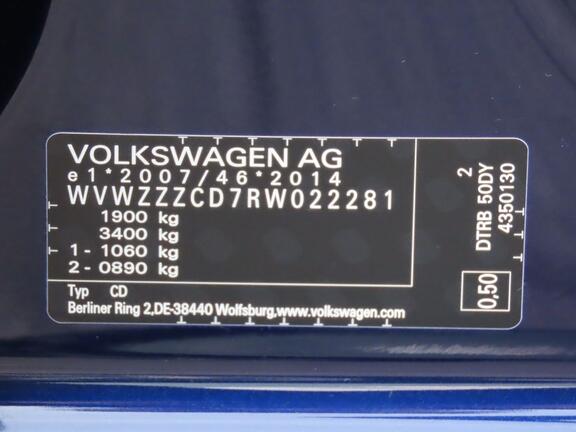 VOLKSWAGEN AG
e1*2007/46*2014
WVWZZZCD7RW022281
1900 kg
3400 kg
1 - 1060 kg
2 - 0890 kg
Typ CD
Berliner Ring 2,DE-38440 Wolfsburg,www.volkswagen.com
2
DTRB 50DY
4350130
0,50